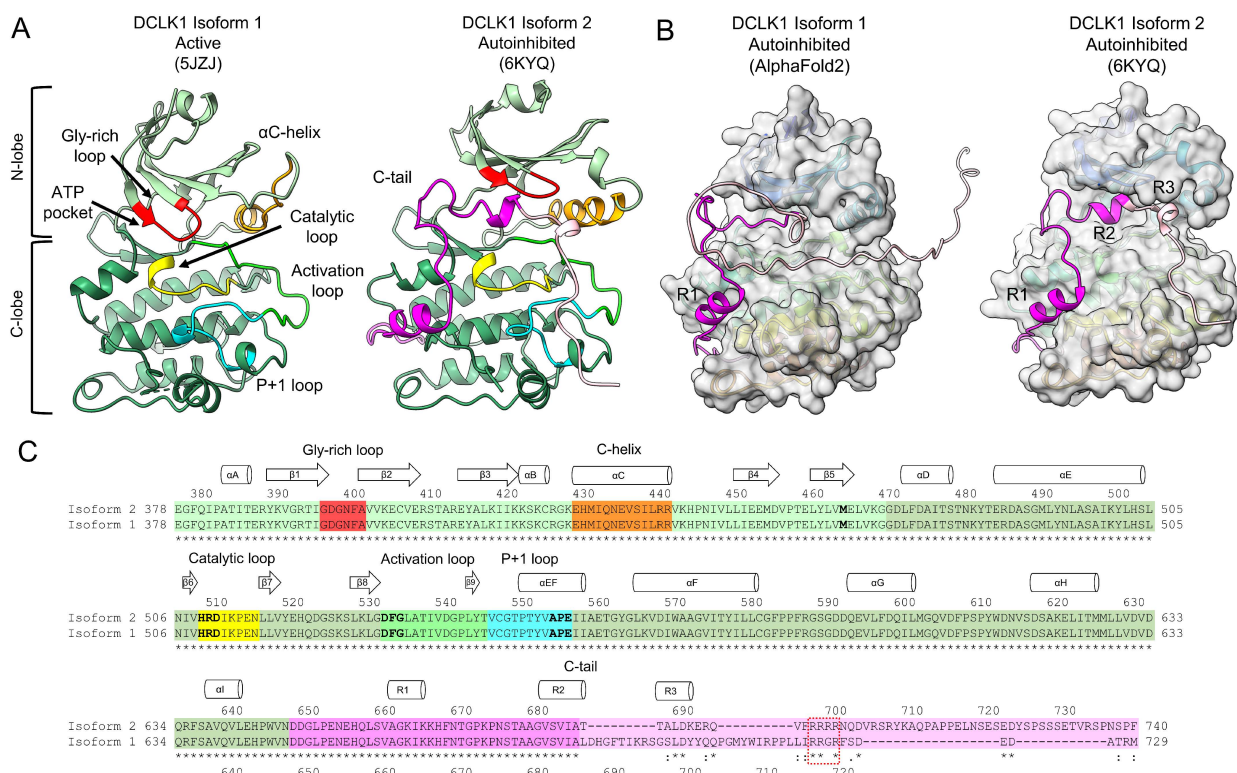 A
DCLK1 Isoform 1
Active
(5JZJ)
DCLK1 Isoform 2
Autoinhibited
(6KYQ)
N-lobe
C-lobe
Gly-rich
loop
αC-helix
ATP
pocket
Catalytic
loop
Activation
loop
P+1 loop
C-tail
B
DCLK1 Isoform 1
Autoinhibited
(AlphaFold2)
DCLK1 Isoform 2
Autoinhibited
(6KYQ)
R1
R3
R2
R1
C
Gly-rich loop C-helix
αA β1 β2 β3 αB αC β4 β5 αD αE
380 390 400 410 420 430 440 450 460 470 480 490 500
Isoform 2 378 EGFQIPATITERYKVGRTIGDGNFAVVKECVERSTAREYALKIIKKSKCRGKEHMIQNEVSILRRVKHPNIVLLIEEMDVPTELYLVMELVKGGDLFDAITSTNKYTERDASGMLYNLASAIKYLHSL 505
Isoform 1 378 EGFQIPATITERYKVGRTIGDGNFAVVKECVERSTAREYALKIIKKSKCRGKEHMIQNEVSILRRVKHPNIVLLIEEMDVPTELYLVMELVKGGDLFDAITSTNKYTERDASGMLYNLASAIKYLHSL 505
Catalytic loop Activation loop P+1 loop
β6 β7 β8 β9 αEF αF αG αH
510 520 530 540 550 560 570 580 590 600 610 620 630
Isoform 2 506 NIVHRDIKPENLLVYEHQDGSKSLKLGDFGLATIVDGPLYTVCGTPTYVAPEIIAETGYGLKVDIWAAGVITYILLCGFPPFRGSGDDQEVLFDQILMGQVDFPSPYWDNVSDSAKELITMMLLVDVD 633
Isoform 1 506 NIVHRDIKPENLLVYEHQDGSKSLKLGDFGLATIVDGPLYTVCGTPTYVAPEIIAETGYGLKVDIWAAGVITYILLCGFPPFRGSGDDQEVLFDQILMGQVDFPSPYWDNVSDSAKELITMMLLVDVD 633
C-tail
αI R1 R2 R3
640 650 660 670 680 690 700 710 720 730
Isoform 2 634 QRFSAVQVLEHPWVNDDGLPENEHQLSVAGKIKKHFNTGPKPNSTAAGVSVIAT---------TALDKERQ----------VFRRRRNQDVRSRYKAQPAPPELNSESEDYSPSSSETVRSPNSPF 740
Isoform 1 634 QRFSAVQVLEHPWVNDDGLPENEHQLSVAGKIKKHFNTGPKPNSTAAGVSVIALDHGFTIKRSGSLDYYQQPGMYWIRPPLLIRRGRFSD------------------ED-------------ATRM 729
640 650 660 670 680 690 700 710 720